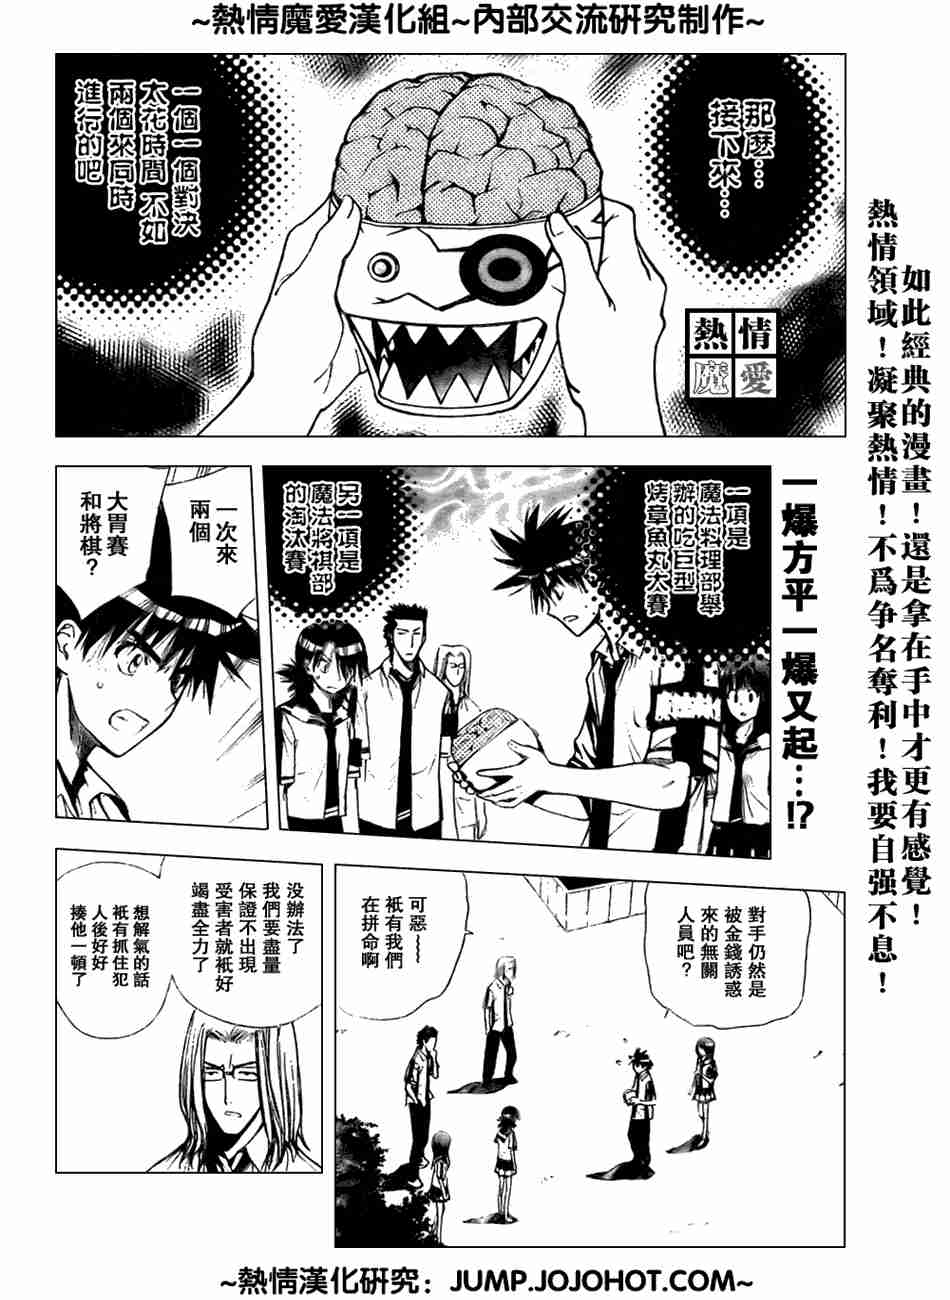 ~熱情魔愛漢化組~內部交流研究制作~
那麼…
接下來…
一個一個對決
太花時間 不如
兩個來同時
進行的吧
熱情
魔愛
如此經典的漫畫！還是拿在手中才更有感覺！
熱情領域！凝聚熱情！不爲争名奪利！我要自强不息！
一爆方平一爆又起…!?
一項是
魔法料理部舉
辦的吃巨型
烤章魚丸大賽
另一項是
魔法將棋部
的淘汰賽
一次來
兩個
大胃賽
和將棋？
對手仍然是
被金錢誘惑
來的無關
人員吧？
可惡~
祇有我們
在拼命啊
没辦法了
我們要盡量
保證不出現
受害者就祇好
竭盡全力了
想解氣的話
祇有抓住犯
人後好好
揍他一頓了
~熱情漢化研究：JUMP.JOJOHOT.COM~